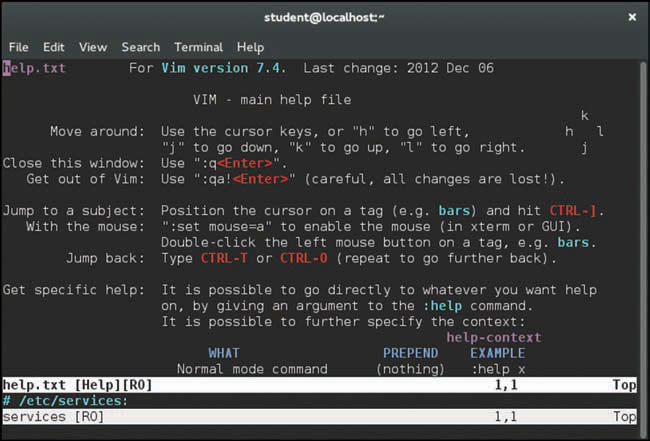 student@localhost:~
File Edit View Search Terminal Help
help.txt For Vim version 7.4. Last change: 2012 Dec 06
VIM - main help file
k
Move around: Use the cursor keys, or "h" to go left, h l
"j" to go down, "k" to go up, "l" to go right. j
Close this window: Use ":q<Enter>".
Get out of Vim: Use ":qa!<Enter>" (careful, all changes are lost!).
Jump to a subject: Position the cursor on a tag (e.g. bars) and hit CTRL-].
With the mouse: ":set mouse=a" to enable the mouse (in xterm or GUI).
Double-click the left mouse button on a tag, e.g. bars.
Jump back: Type CTRL-T or CTRL-O (repeat to go further back).
Get specific help: It is possible to go directly to whatever you want help
on, by giving an argument to the :help command.
It is possible to further specify the context:
help-context
WHAT PREPEND EXAMPLE
Normal mode command (nothing) :help x
help.txt [Help][RO] 1,1 Top
# /etc/services:
services [RO] 1,1 Top